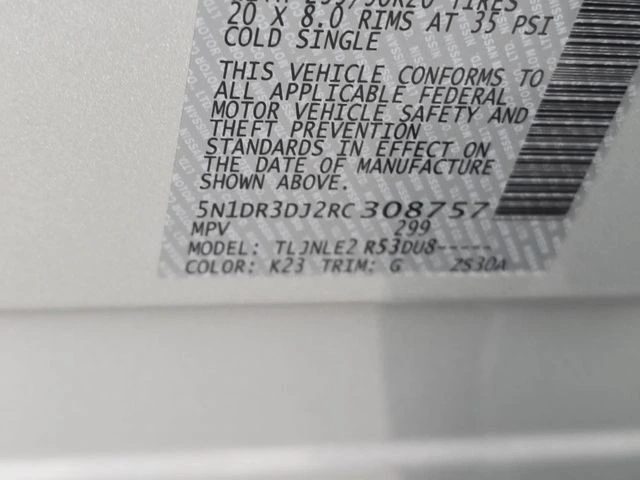 TIRES
20 X 8.0 RIMS AT 35 PSI
COLD SINGLE
THIS VEHICLE CONFORMS TO
ALL APPLICABLE FEDERAL
MOTOR VEHICLE SAFETY AND
THEFT PREVENTION
STANDARDS IN EFFECT ON
THE DATE OF MANUFACTURE
SHOWN ABOVE.
5N1DR3DJ2RC308757
MPV 299
MODEL: TLJNLE2 R53DU8-----
COLOR: K23 TRIM: G 2S30A